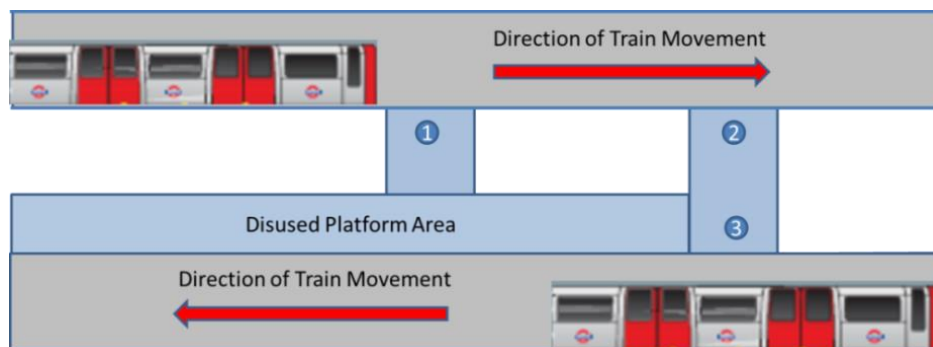 Direction of Train Movement
1
2
Disused Platform Area
3
Direction of Train Movement